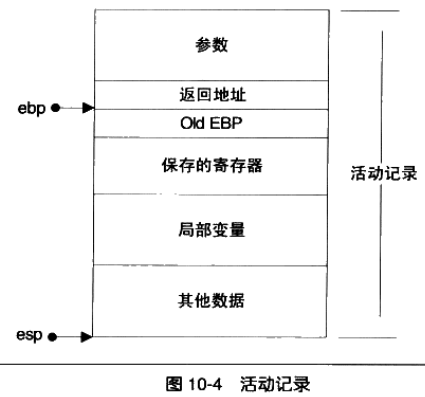 参数
返回地址
ebp
Old EBP
保存的寄存器
活动记录
局部变量
其他数据
esp
图 10-4 活动记录